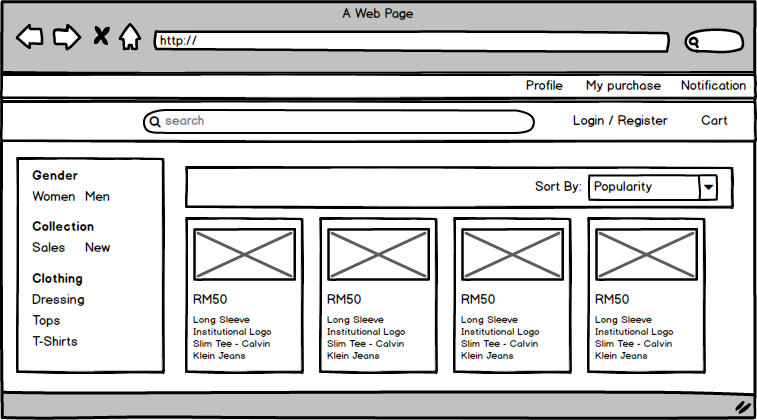 A Web Page
http://
Profile My purchase Notification
search
Login / Register Cart
Gender
Women Men
Collection
Sales New
Clothing
Dressing
Tops
T-Shirts
Sort By: Popularity
RM50
Long Sleeve
Institutional Logo
Slim Tee - Calvin
Klein Jeans
RM50
Long Sleeve
Institutional Logo
Slim Tee - Calvin
Klein Jeans
RM50
Long Sleeve
Institutional Logo
Slim Tee - Calvin
Klein Jeans
RM50
Long Sleeve
Institutional Logo
Slim Tee - Calvin
Klein Jeans